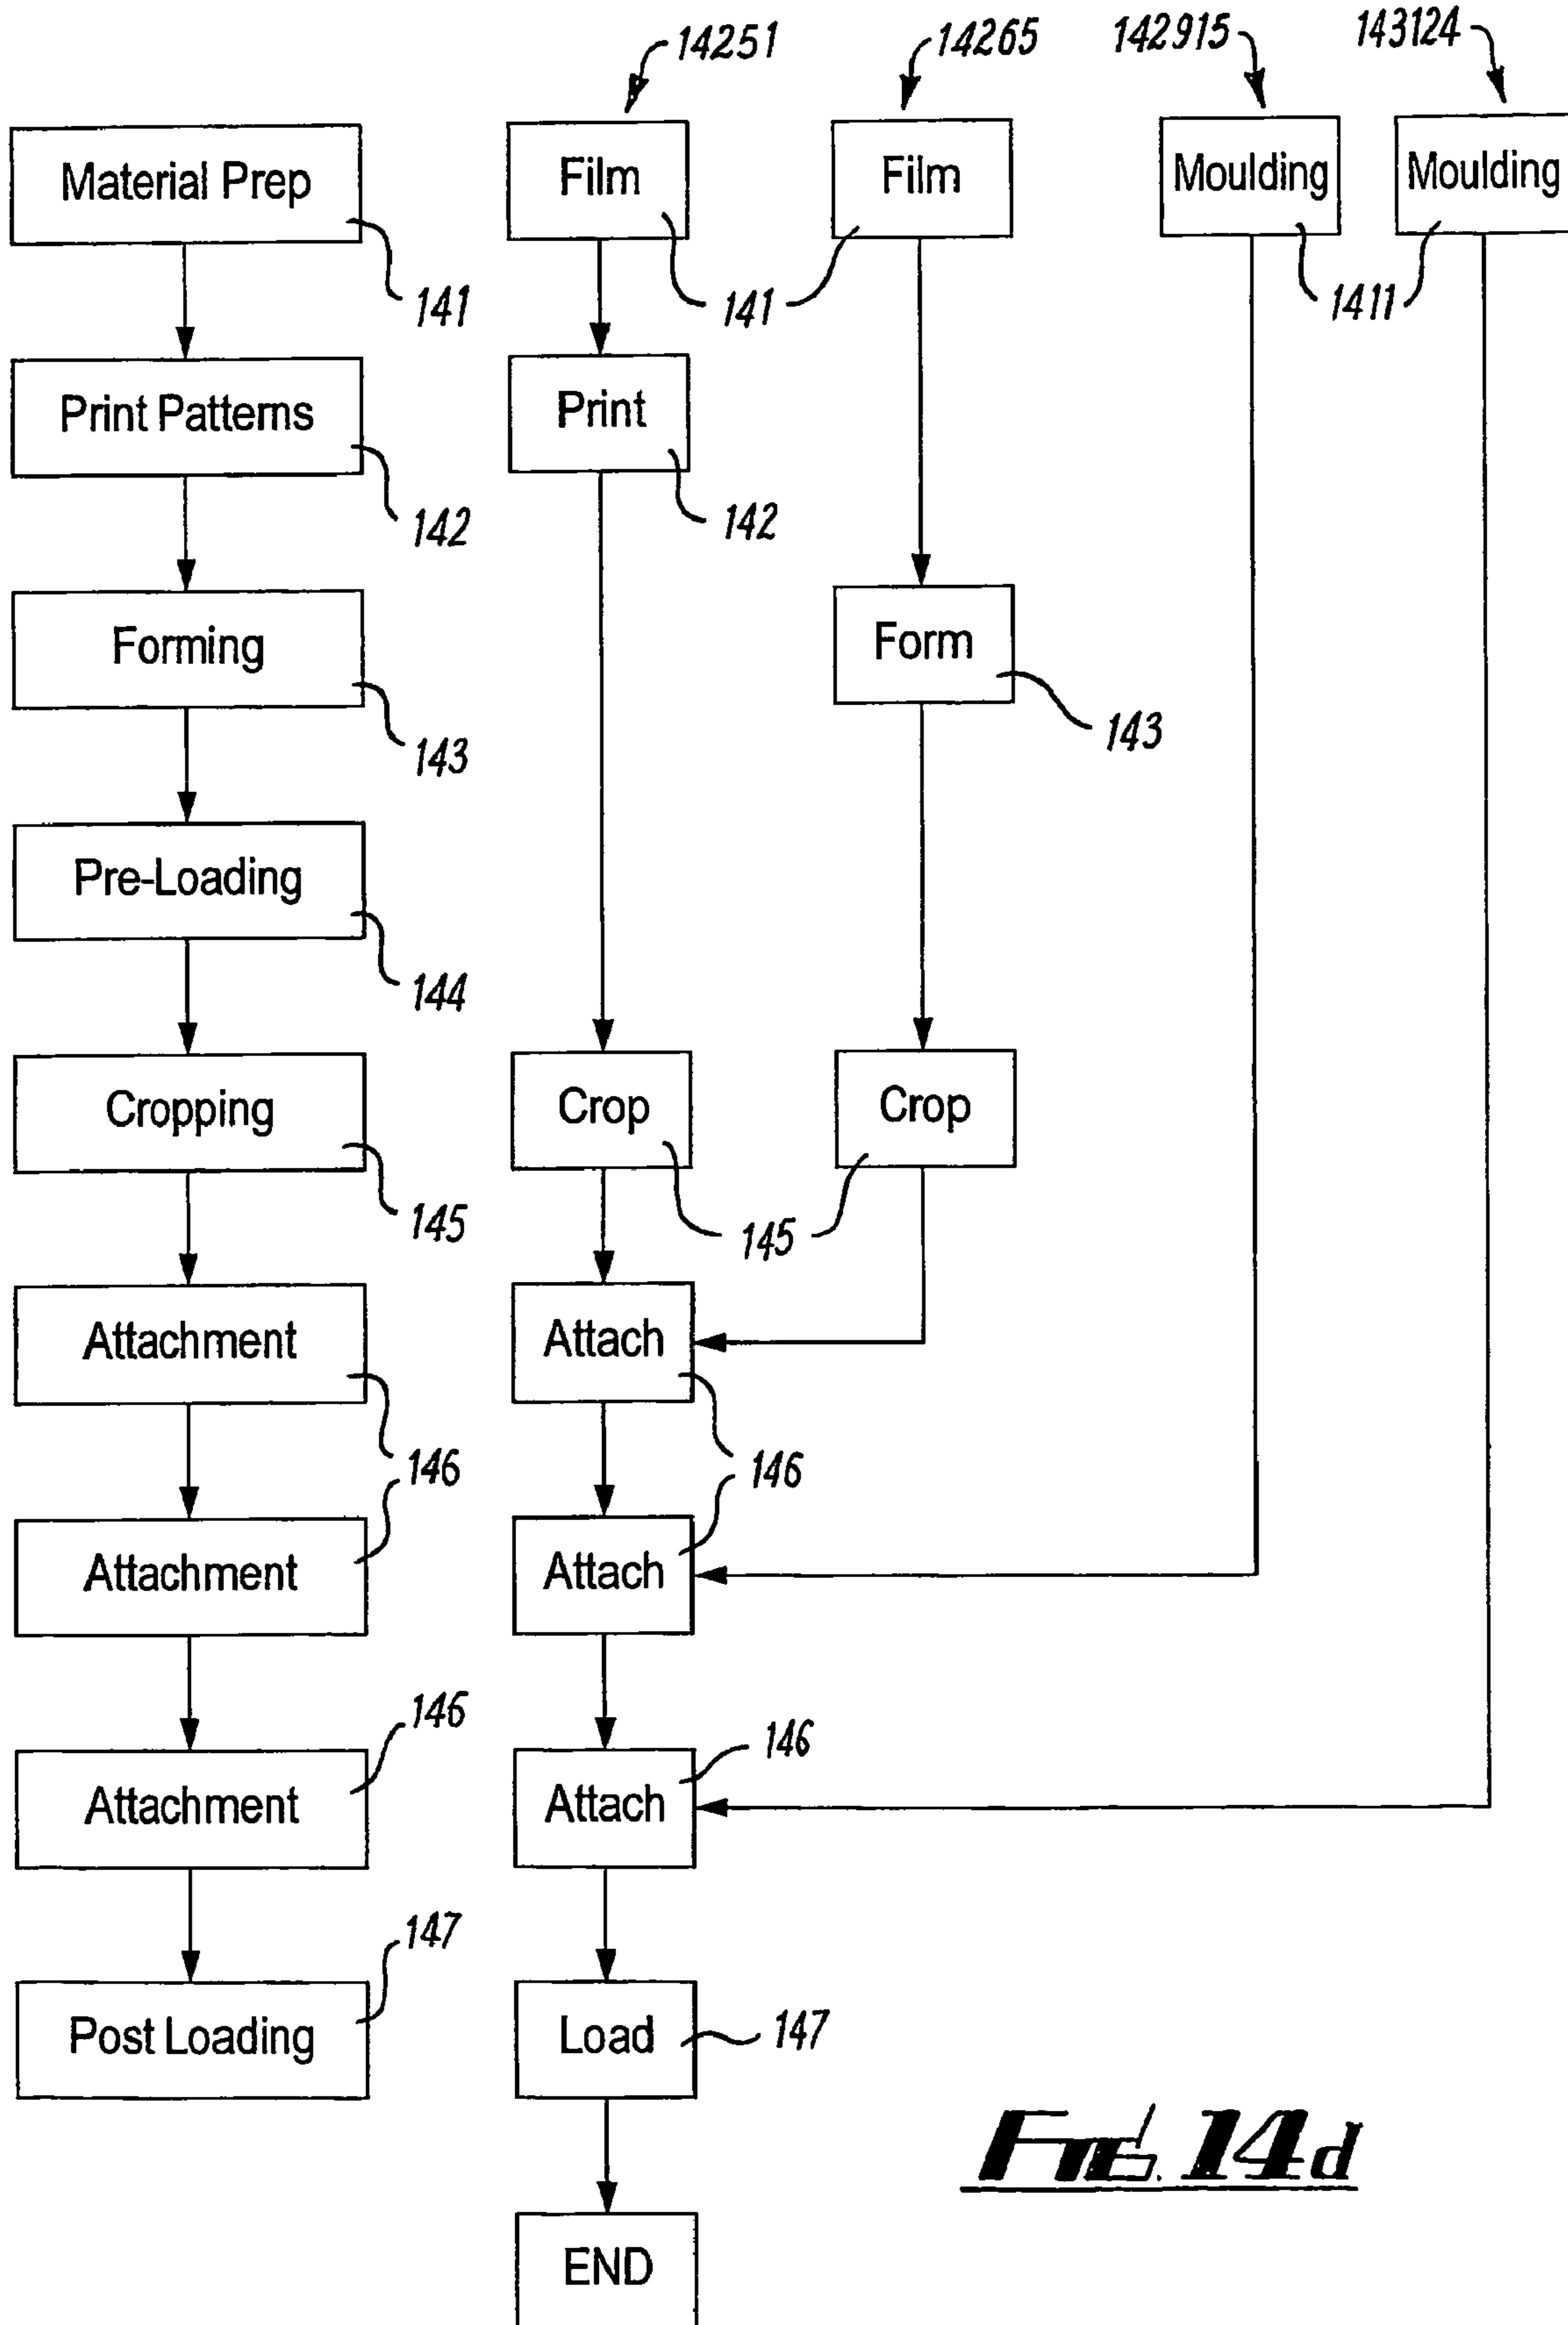 14251 14265 142915 143124
Material Prep Film Film Moulding Moulding
141 141 1411
Print Patterns Print
142 142
Forming Form
143 143
Pre-Loading
144
Cropping Crop Crop
145 145
Attachment Attach
146 146
Attachment Attach
146 146
Attachment Attach
147
Post Loading Load 147
FIG. 14d
END